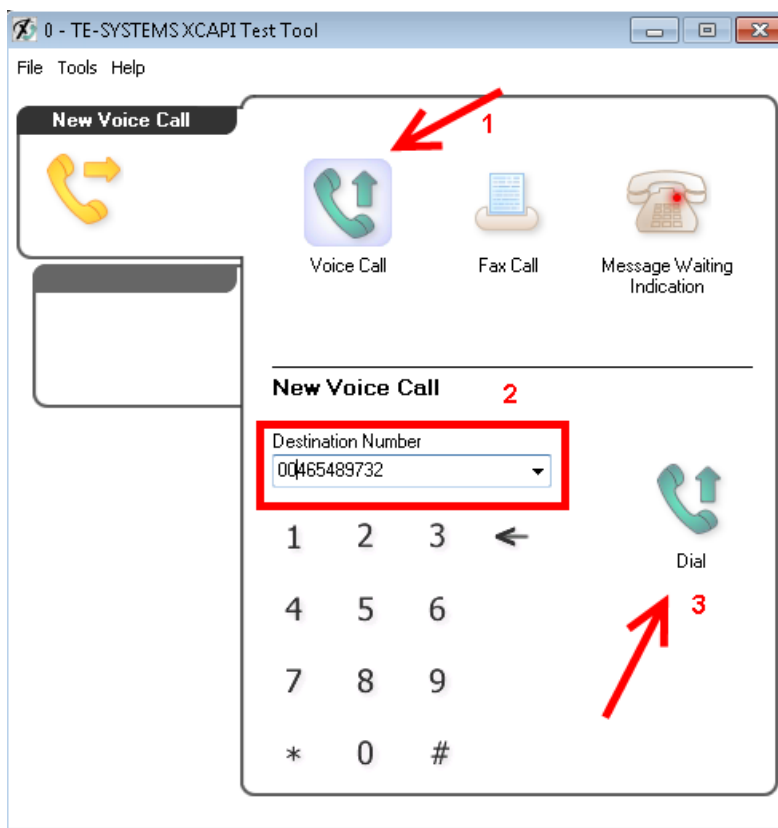 0 - TE-SYSTEMS XCAPI Test Tool
File Tools Help
New Voice Call
1
Voice Call
Fax Call
Message Waiting
Indication
New Voice Call
2
Destination Number
00465489732
1 2 3
Dial
4 5 6
3
7 8 9
* 0 #